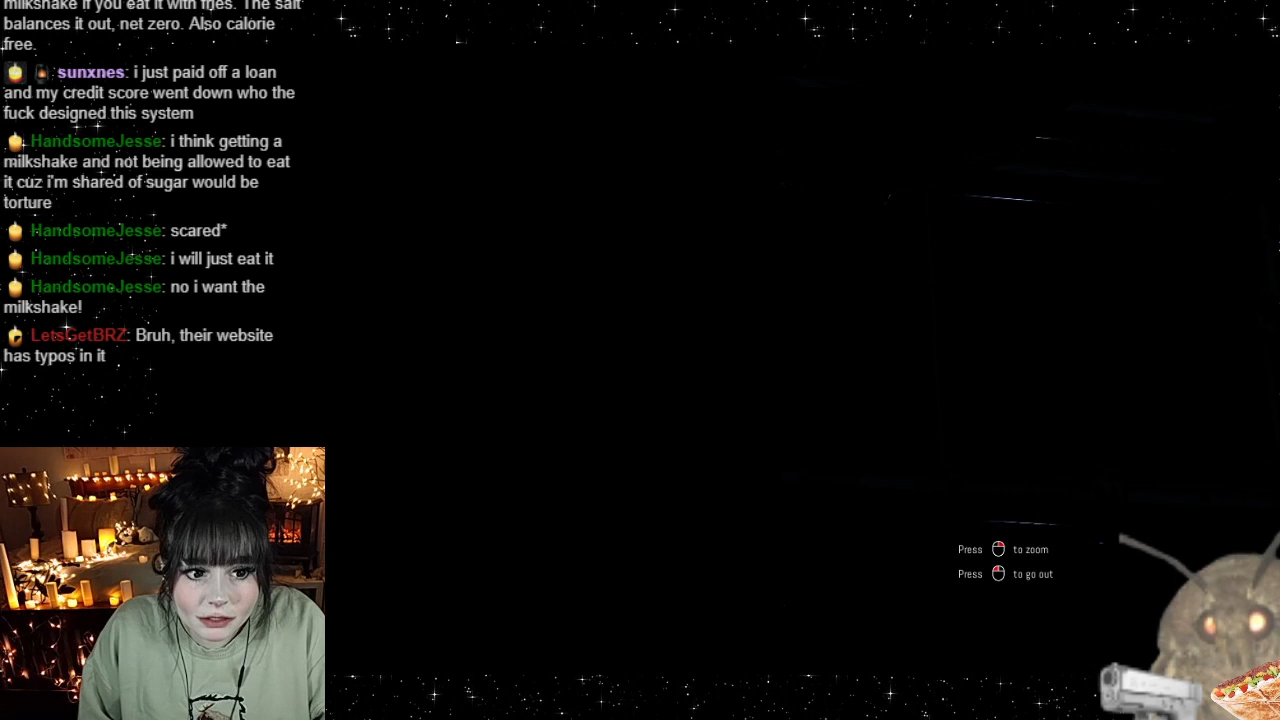 milkshake if you eat it with fries. The salt
balances it out, net zero. Also calorie
free.
sunxnes: i just paid off a loan
and my credit score went down who the
fuck designed this system
HandsomeJesse: i think getting a
milkshake and not being allowed to eat
it cuz i'm shared of sugar would be
torture
HandsomeJesse: scared*
HandsomeJesse: i will just eat it
HandsomeJesse: no i want the
milkshake!
LetsGetBRZ: Bruh, their website
has typos in it
Press to zoom
Press to go out